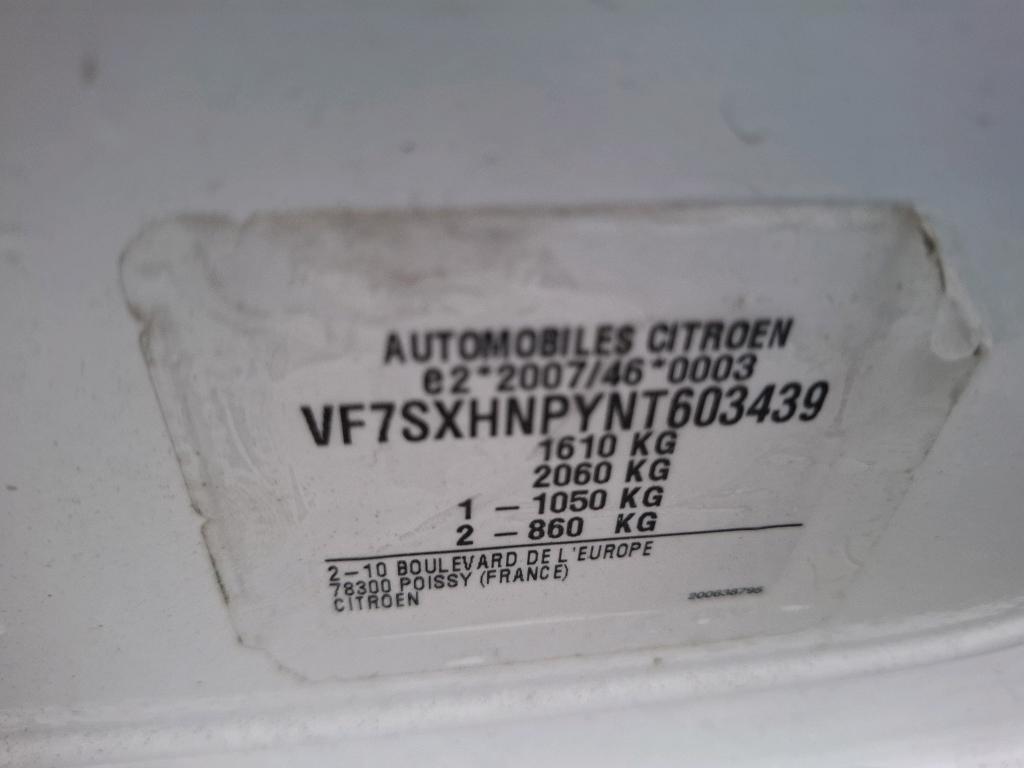 AUTOMOBILES CITROEN
e2*2007/46*0003
VF7SXHNPYNT603439
1610 KG
2060 KG
1 – 1050 KG
2 – 860 KG
2–10 BOULEVARD DE L'EUROPE
78300 POISSY (FRANCE)
CITROEN
200638795